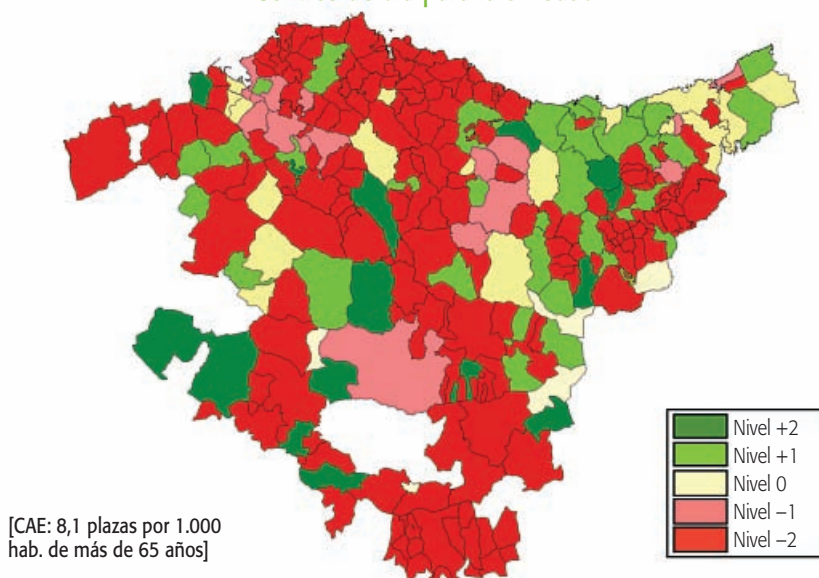 Nivel +2
Nivel +1
Nivel 0
Nivel –1
Nivel –2
[CAE: 8,1 plazas por 1.000
hab. de más de 65 años]